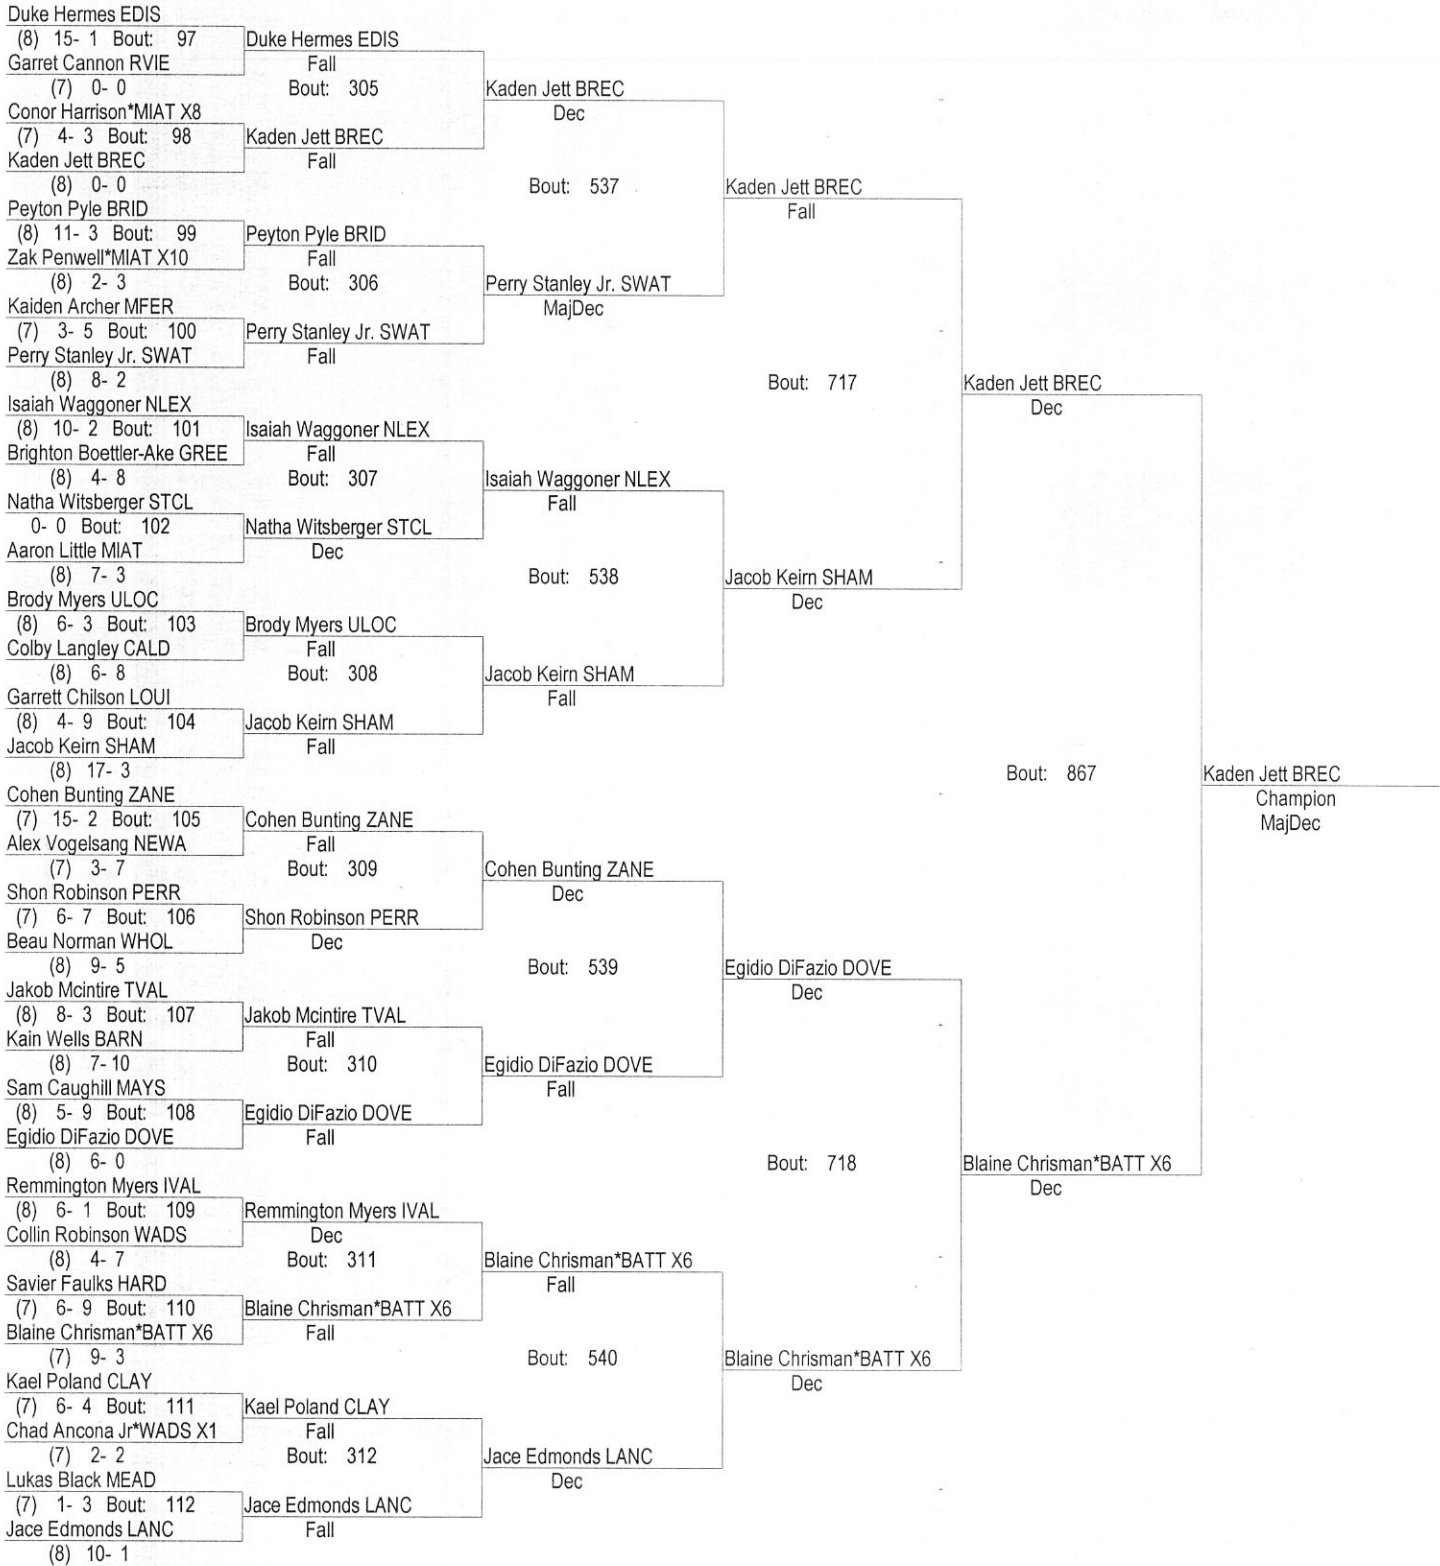 Duke Hermes EDIS
(8) 15- 1 Bout: 97
Garret Cannon RVIE
(7) 0- 0
Conor Harrison*MIAT X8
(7) 4- 3 Bout: 98
Kaden Jett BREC
(8) 0- 0
Peyton Pyle BRID
(8) 11- 3 Bout: 99
Zak Penwell*MIAT X10
(8) 2- 3
Kaiden Archer MFER
(7) 3- 5 Bout: 100
Perry Stanley Jr. SWAT
(8) 8- 2
Isaiah Waggoner NLEX
(8) 10- 2 Bout: 101
Brighton Boettler-Ake GREE
(8) 4- 8
Natha Witsberger STCL
0- 0 Bout: 102
Aaron Little MIAT
(8) 7- 3
Brody Myers ULOC
(8) 6- 3 Bout: 103
Colby Langley CALD
(8) 6- 8
Garrett Chilson LOUI
(8) 4- 9 Bout: 104
Jacob Keirn SHAM
(8) 17- 3
Cohen Bunting ZANE
(7) 15- 2 Bout: 105
Alex Vogelsang NEWA
(7) 3- 7
Shon Robinson PERR
(7) 6- 7 Bout: 106
Beau Norman WHOL
(8) 9- 5
Jakob Mcintire TVAL
(8) 8- 3 Bout: 107
Kain Wells BARN
(8) 7- 10
Sam Caughill MAYS
(8) 5- 9 Bout: 108
Egidio DiFazio DOVE
(8) 6- 0
Remmington Myers IVAL
(8) 6- 1 Bout: 109
Collin Robinson WADS
(8) 4- 7
Savier Faulks HARD
(7) 6- 9 Bout: 110
Blaine Chrisman*BATT X6
(7) 9- 3
Kael Poland CLAY
(7) 6- 4 Bout: 111
Chad Ancona Jr*WADS X1
(7) 2- 2
Lukas Black MEAD
(7) 1- 3 Bout: 112
Jace Edmonds LANC
(8) 10- 1
Duke Hermes EDIS
Fall
Bout: 305
Kaden Jett BREC
Fall
Peyton Pyle BRID
Fall
Bout: 306
Perry Stanley Jr. SWAT
Fall
Isaiah Waggoner NLEX
Fall
Bout: 307
Natha Witsberger STCL
Dec
Brody Myers ULOC
Fall
Bout: 308
Jacob Keirn SHAM
Fall
Cohen Bunting ZANE
Fall
Bout: 309
Shon Robinson PERR
Dec
Jakob Mcintire TVAL
Fall
Bout: 310
Egidio DiFazio DOVE
Fall
Remmington Myers IVAL
Dec
Bout: 311
Blaine Chrisman*BATT X6
Fall
Kael Poland CLAY
Fall
Bout: 312
Jace Edmonds LANC
Fall
Kaden Jett BREC
Dec
Bout: 537
Perry Stanley Jr. SWAT
MajDec
Isaiah Waggoner NLEX
Fall
Bout: 538
Jacob Keirn SHAM
Fall
Cohen Bunting ZANE
Dec
Bout: 539
Egidio DiFazio DOVE
Fall
Blaine Chrisman*BATT X6
Fall
Bout: 540
Jace Edmonds LANC
Dec
Kaden Jett BREC
Fall
Bout: 717
Jacob Keirn SHAM
Dec
Egidio DiFazio DOVE
Dec
Bout: 718
Blaine Chrisman*BATT X6
Dec
Kaden Jett BREC
Dec
Bout: 867
Blaine Chrisman*BATT X6
Dec
Kaden Jett BREC
Champion
MajDec